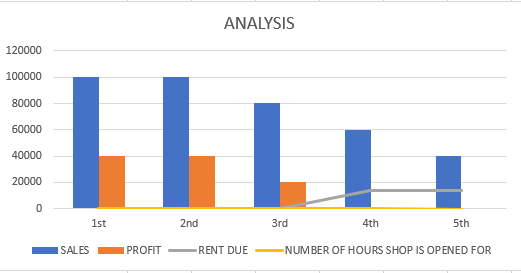 ANALYSIS
120000
100000
80000
60000
40000
20000
0
1st 2nd 3rd 4th 5th
SALES PROFIT RENT DUE NUMBER OF HOURS SHOP IS OPENED FOR